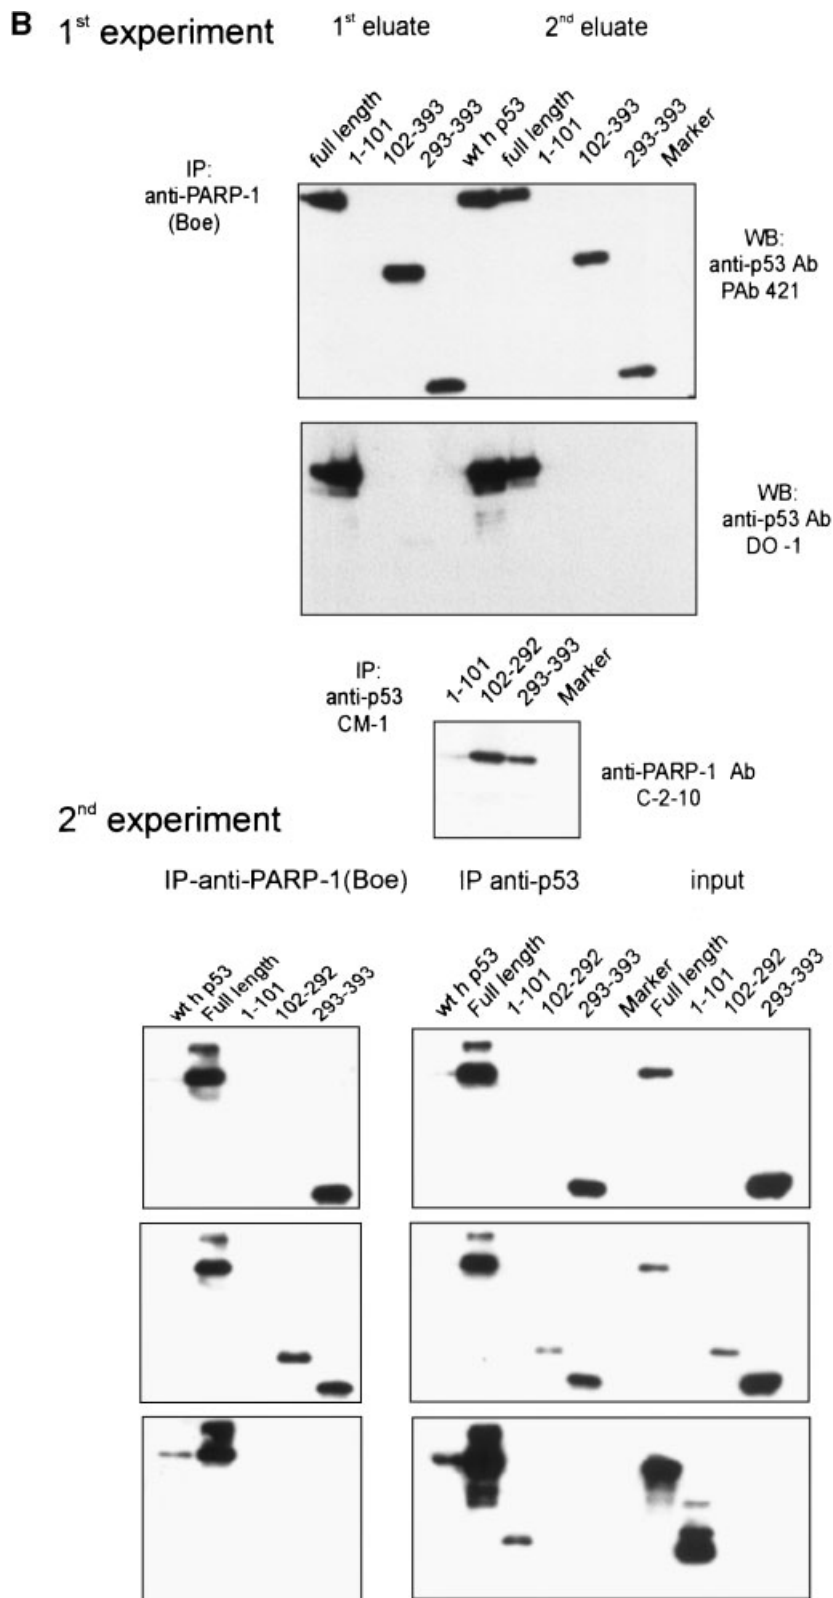 B 1st experiment
1st eluate
2nd eluate
full length
1-101
102-393
293-393
wt h p53
full length
1-101
102-393
293-393
Marker
IP:
anti-PARP-1
(Boe)
WB:
anti-p53 Ab
PAb 421
WB:
anti-p53 Ab
DO -1
IP:
anti-p53
CM-1
1-101
102-292
293-393
Marker
anti-PARP-1 Ab
C-2-10
2nd experiment
IP-anti-PARP-1(Boe)
IP anti-p53
input
wt h p53
Full length
1-101
102-292
293-393
wt h p53
Full length
1-101
102-292
293-393
Marker
Full length
1-101
102-292
293-393